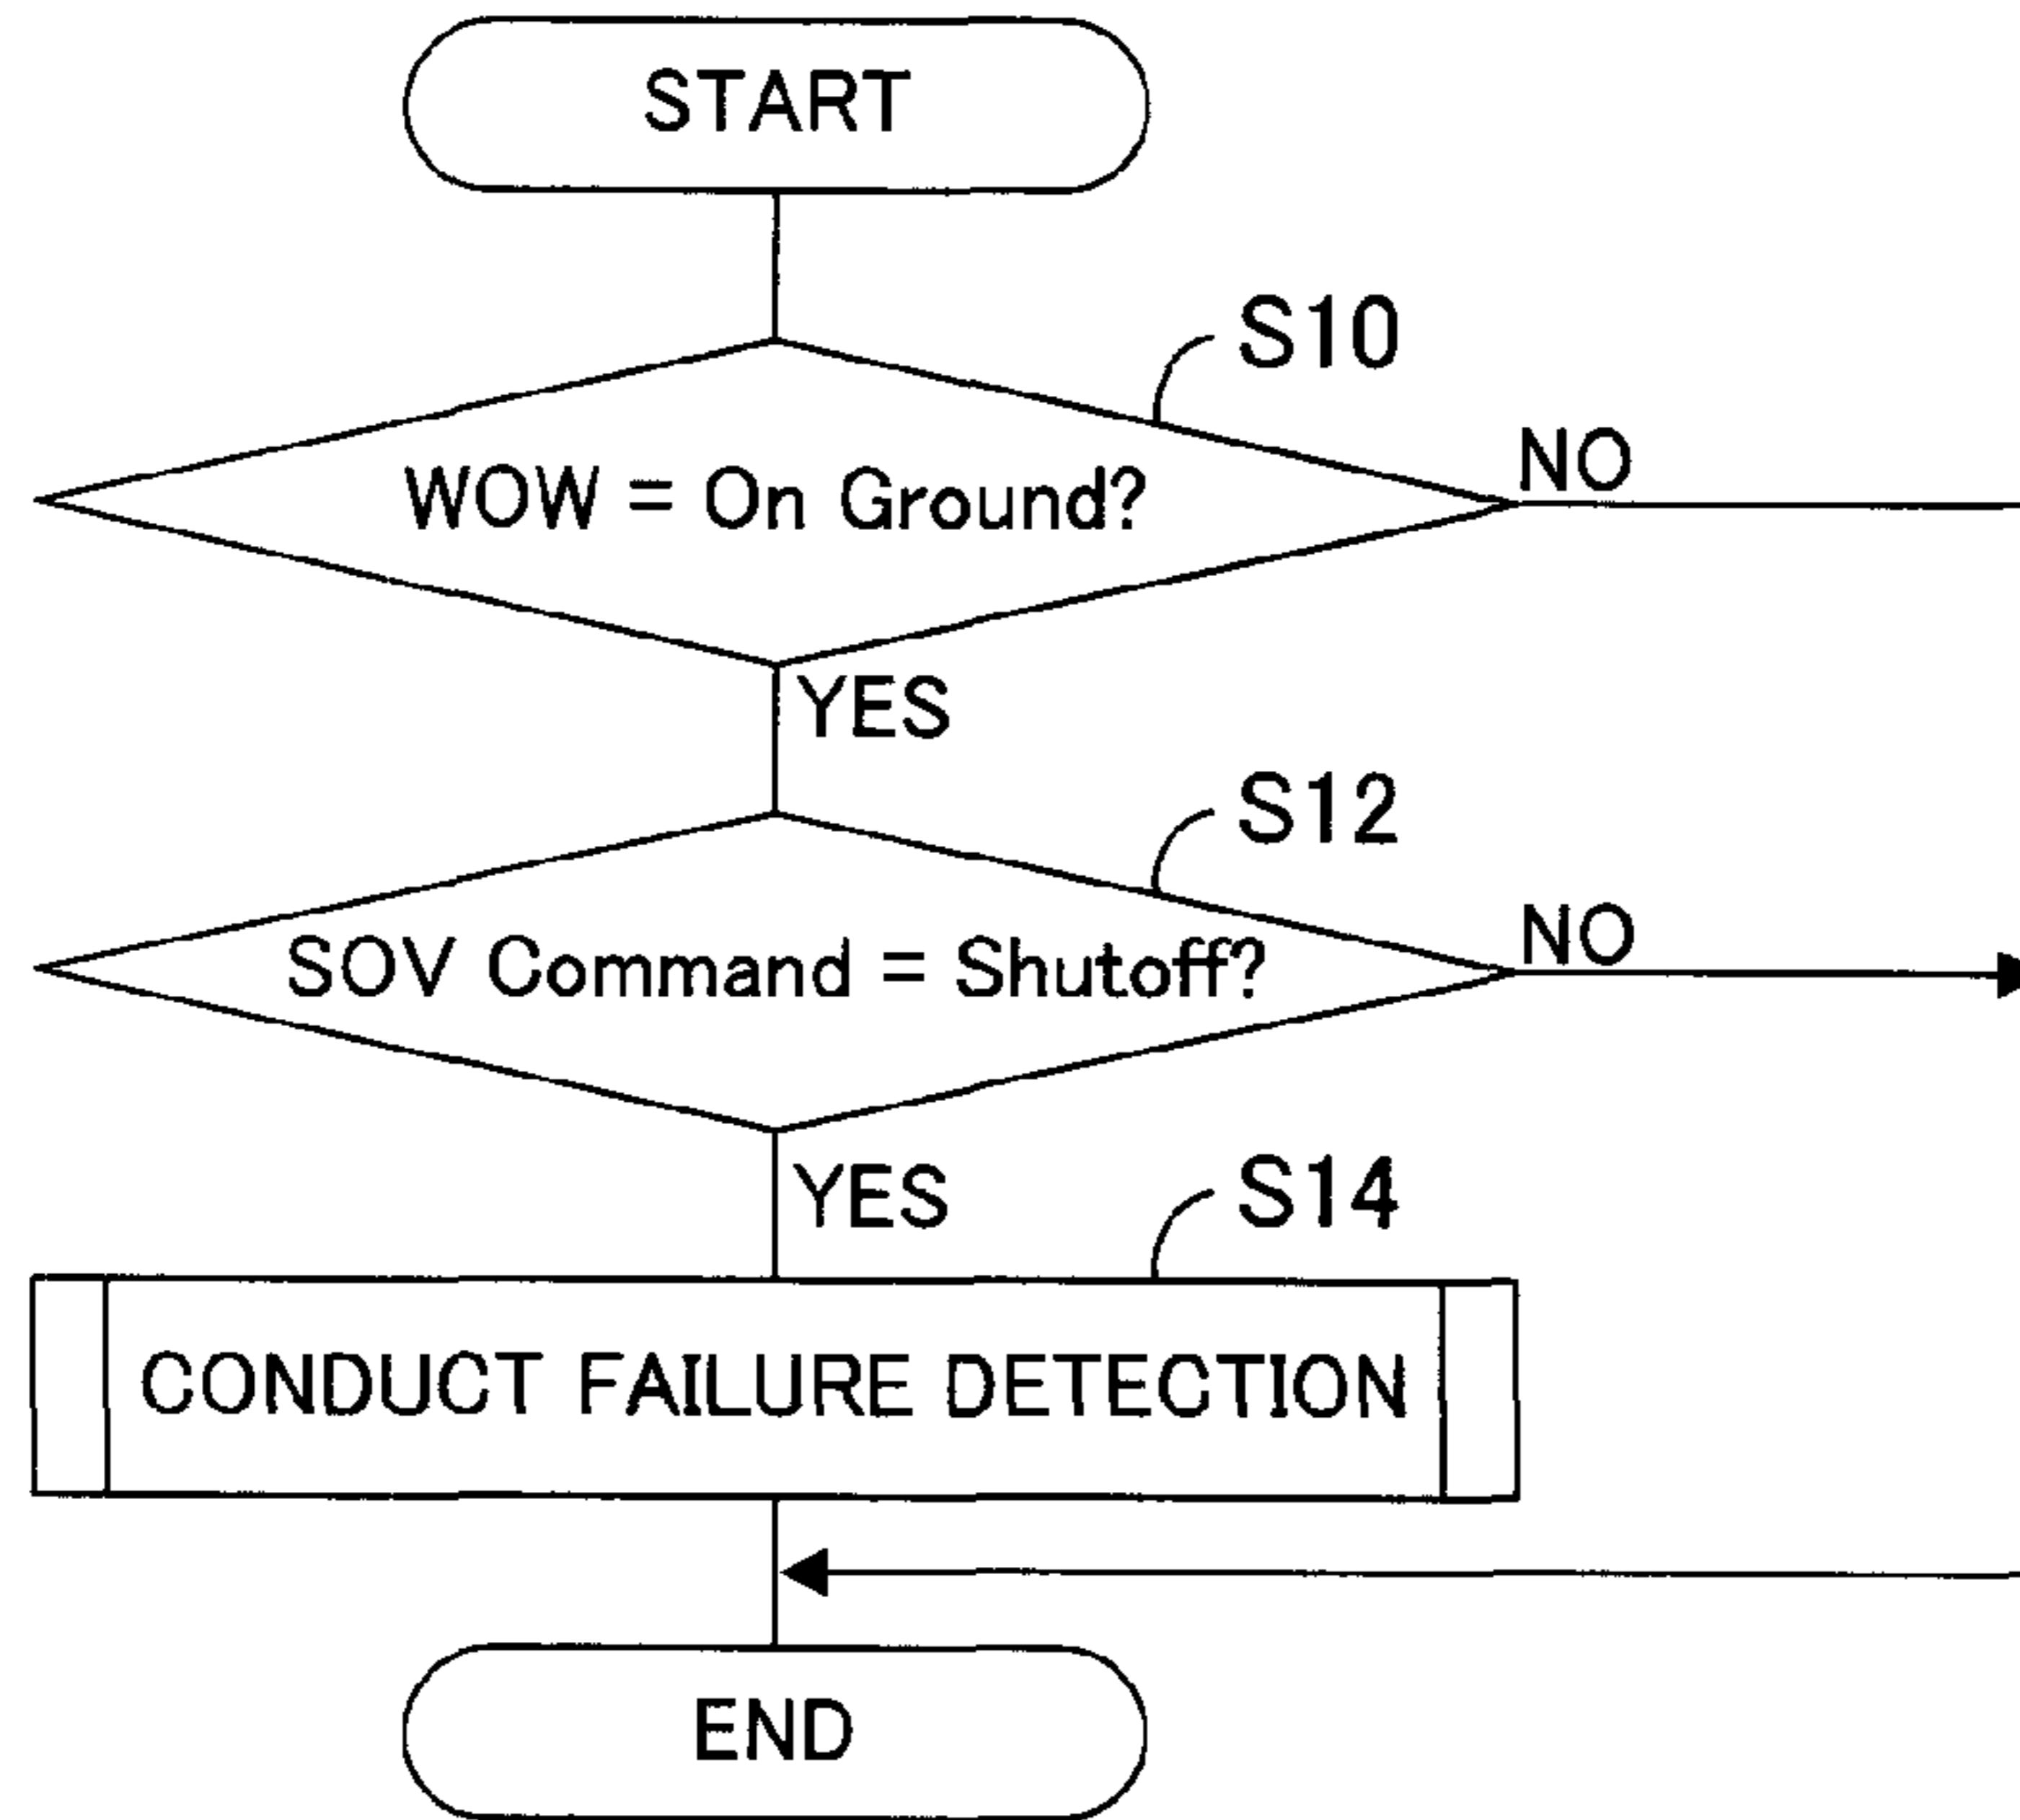 START
S10
WOW = On Ground?
NO
YES
S12
SOV Command = Shutoff?
NO
YES
S14
CONDUCT FAILURE DETECTION
END